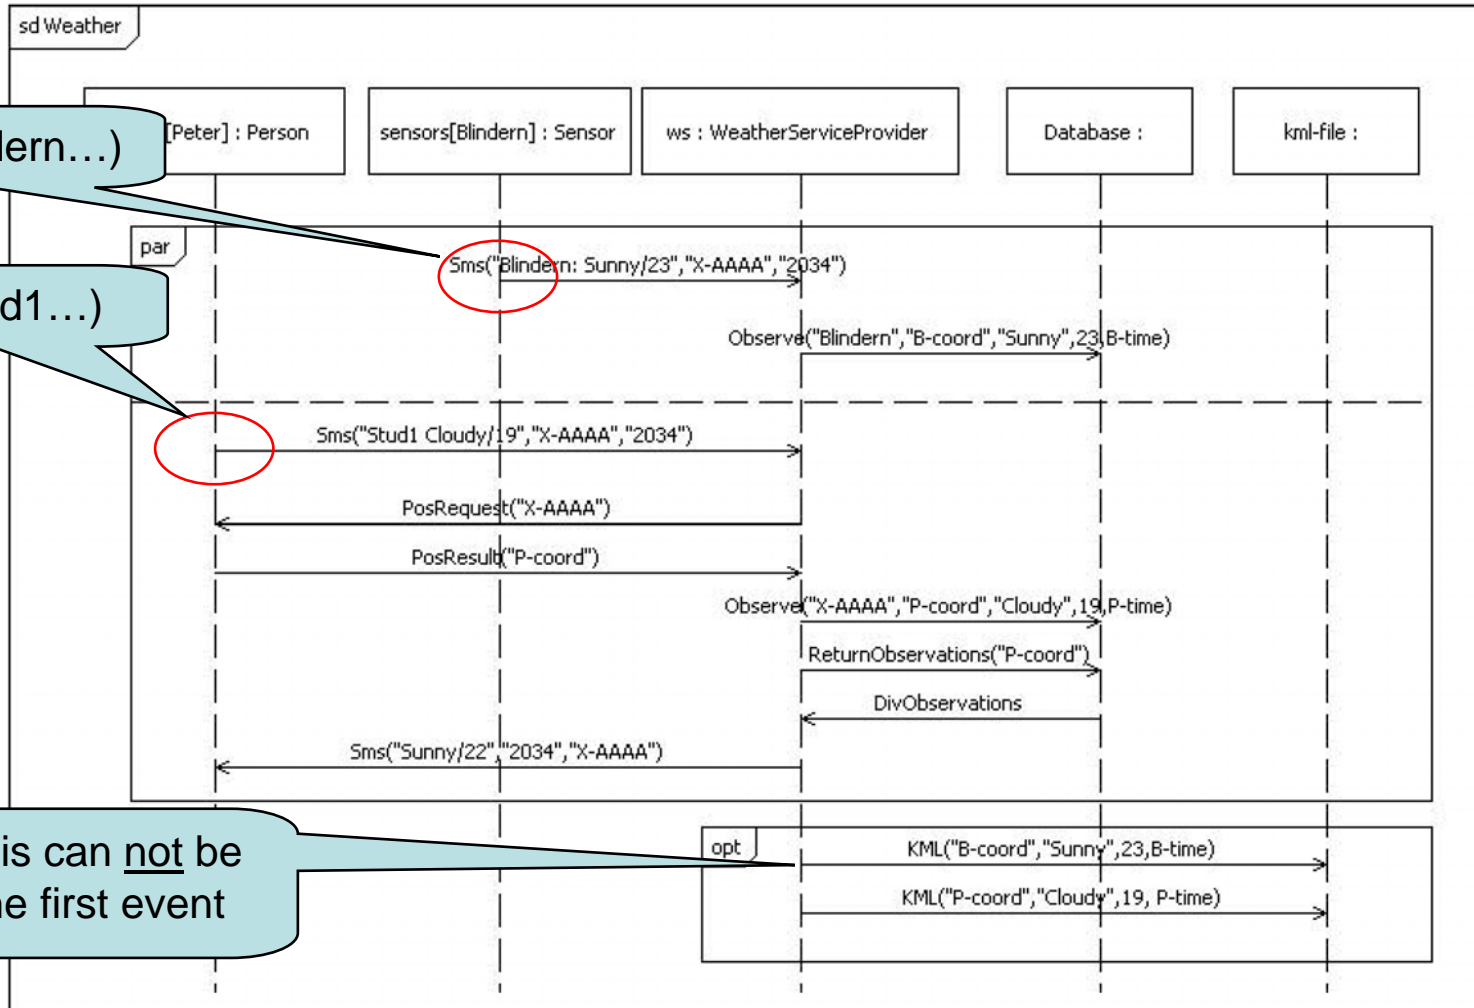 sd Weather
[Peter] : Person
sensors[Blindern] : Sensor
ws : WeatherServiceProvider
Database :
kml-file :
lern…)
par
Sms("Blindern: Sunny/23","X-AAAA","2034")
d1…)
Observe("Blindern","B-coord","Sunny",23,B-time)
Sms("Stud1 Cloudy/19","X-AAAA","2034")
PosRequest("X-AAAA")
PosResult("P-coord")
Observe("X-AAAA","P-coord","Cloudy",19,P-time)
ReturnObservations("P-coord")
DivObservations
Sms("Sunny/22","2034","X-AAAA")
is can not be
e first event
opt
KML("B-coord","Sunny",23,B-time)
KML("P-coord","Cloudy",19, P-time)